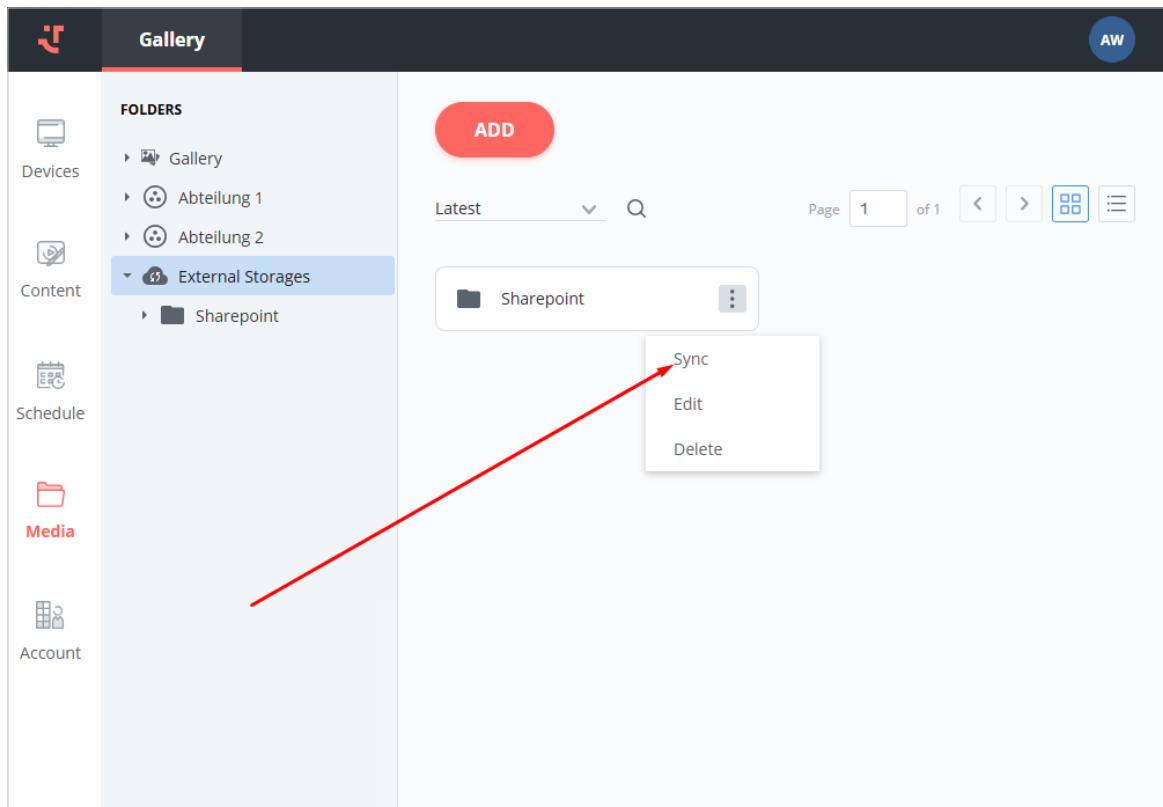 Gallery
AW
Devices
Content
Schedule
Media
Account
FOLDERS
Gallery
Abteilung 1
Abteilung 2
External Storages
Sharepoint
ADD
Latest
Page 1 of 1
Sharepoint
Sync
Edit
Delete